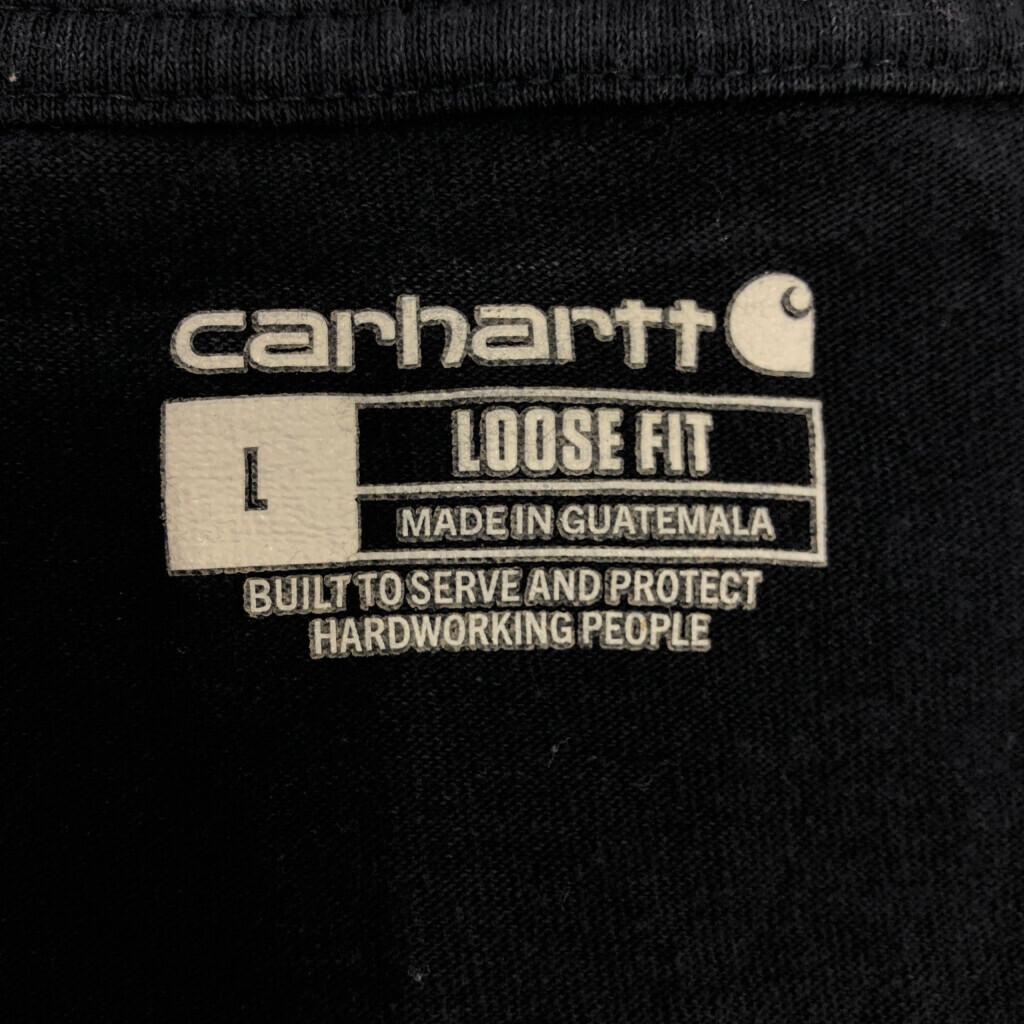 carhartt
L
LOOSE FIT
MADE IN GUATEMALA
BUILT TO SERVE AND PROTECT
HARDWORKING PEOPLE